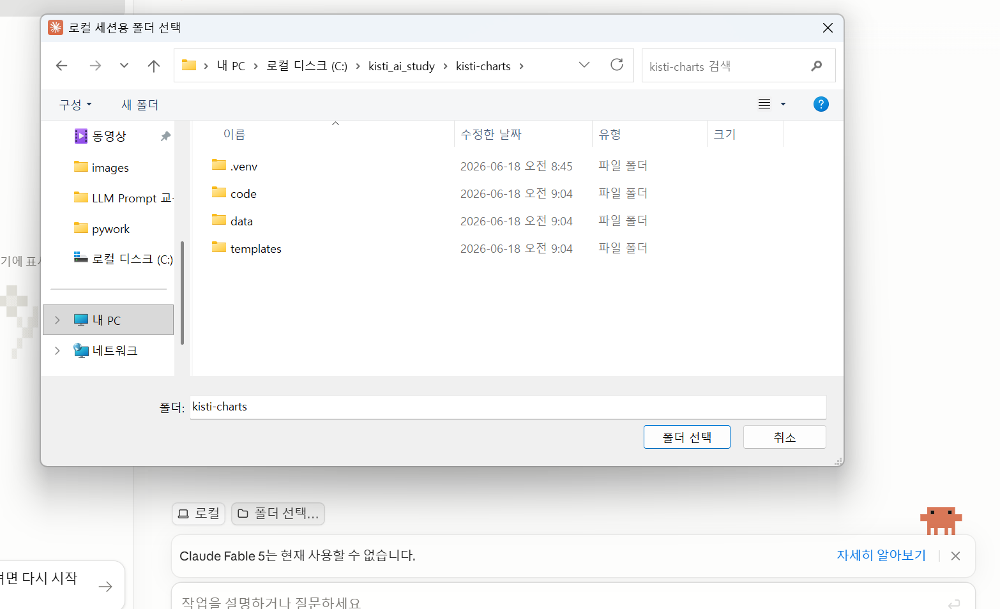 로컬 세션용 폴더 선택
내 PC > 로컬 디스크 (C:) > kisti_ai_study > kisti-charts >
kisti-charts 검색
구성
새 폴더
동영상
images
LLM Prompt
pywork
로컬 디스크 (C:)
내 PC
네트워크
이름 수정한 날짜 유형 크기
.venv 2026-06-18 오전 8:45 파일 폴더
code 2026-06-18 오전 9:04 파일 폴더
data 2026-06-18 오전 9:04 파일 폴더
templates 2026-06-18 오전 9:04 파일 폴더
폴더: kisti-charts
폴더 선택 취소
로컬 폴더 선택...
Claude Fable 5는 현재 사용할 수 없습니다. 자세히 알아보기
다시 시작
작업을 설명하거나 질문하세요